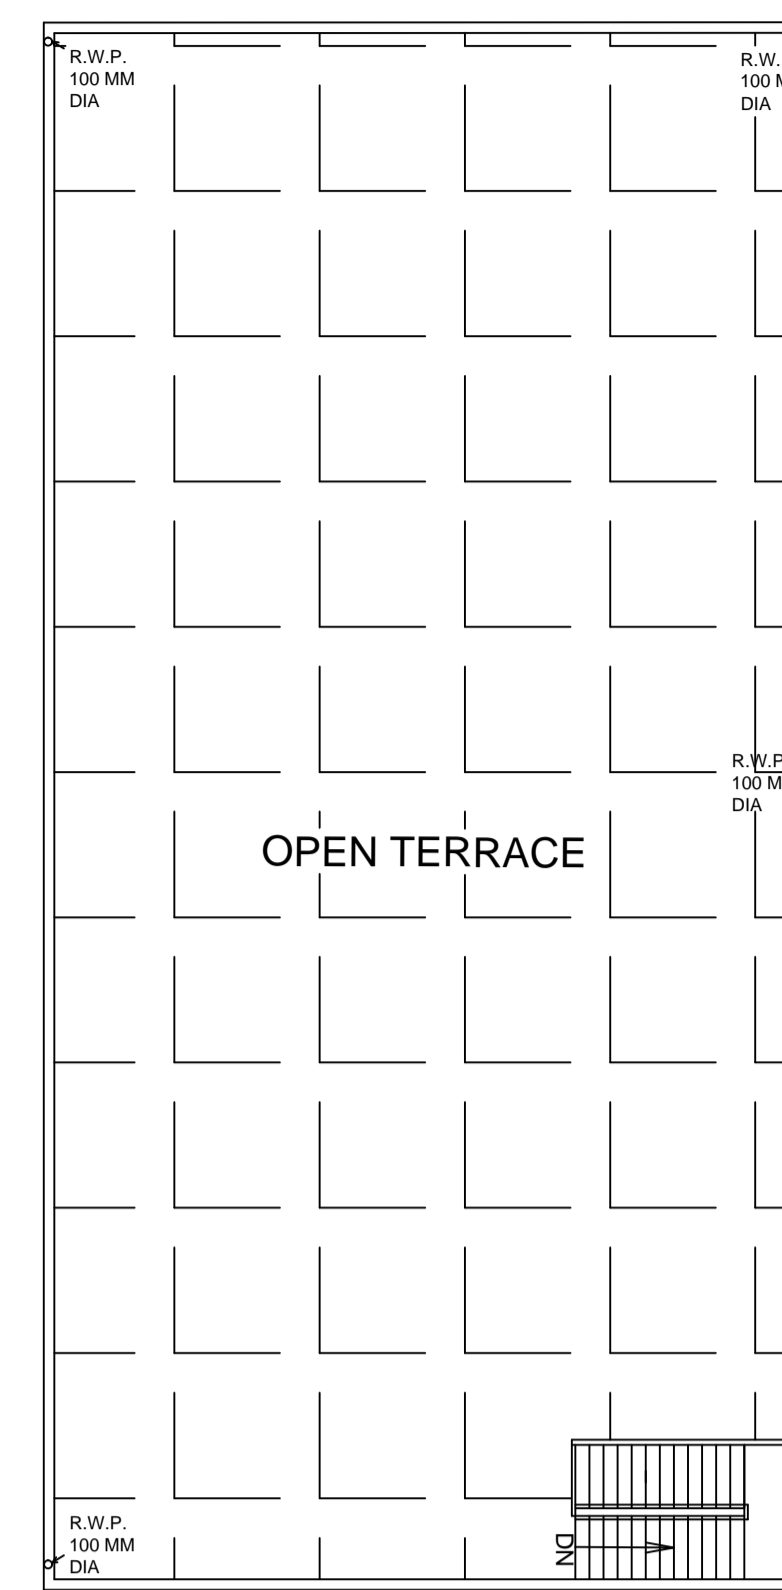 R.W.P.
100 MM
DIA
R.W.
100 M
DIA
R.W.P
100 M
DIA
OPEN TERRACE
R.W.P.
100 MM
DIA
DN